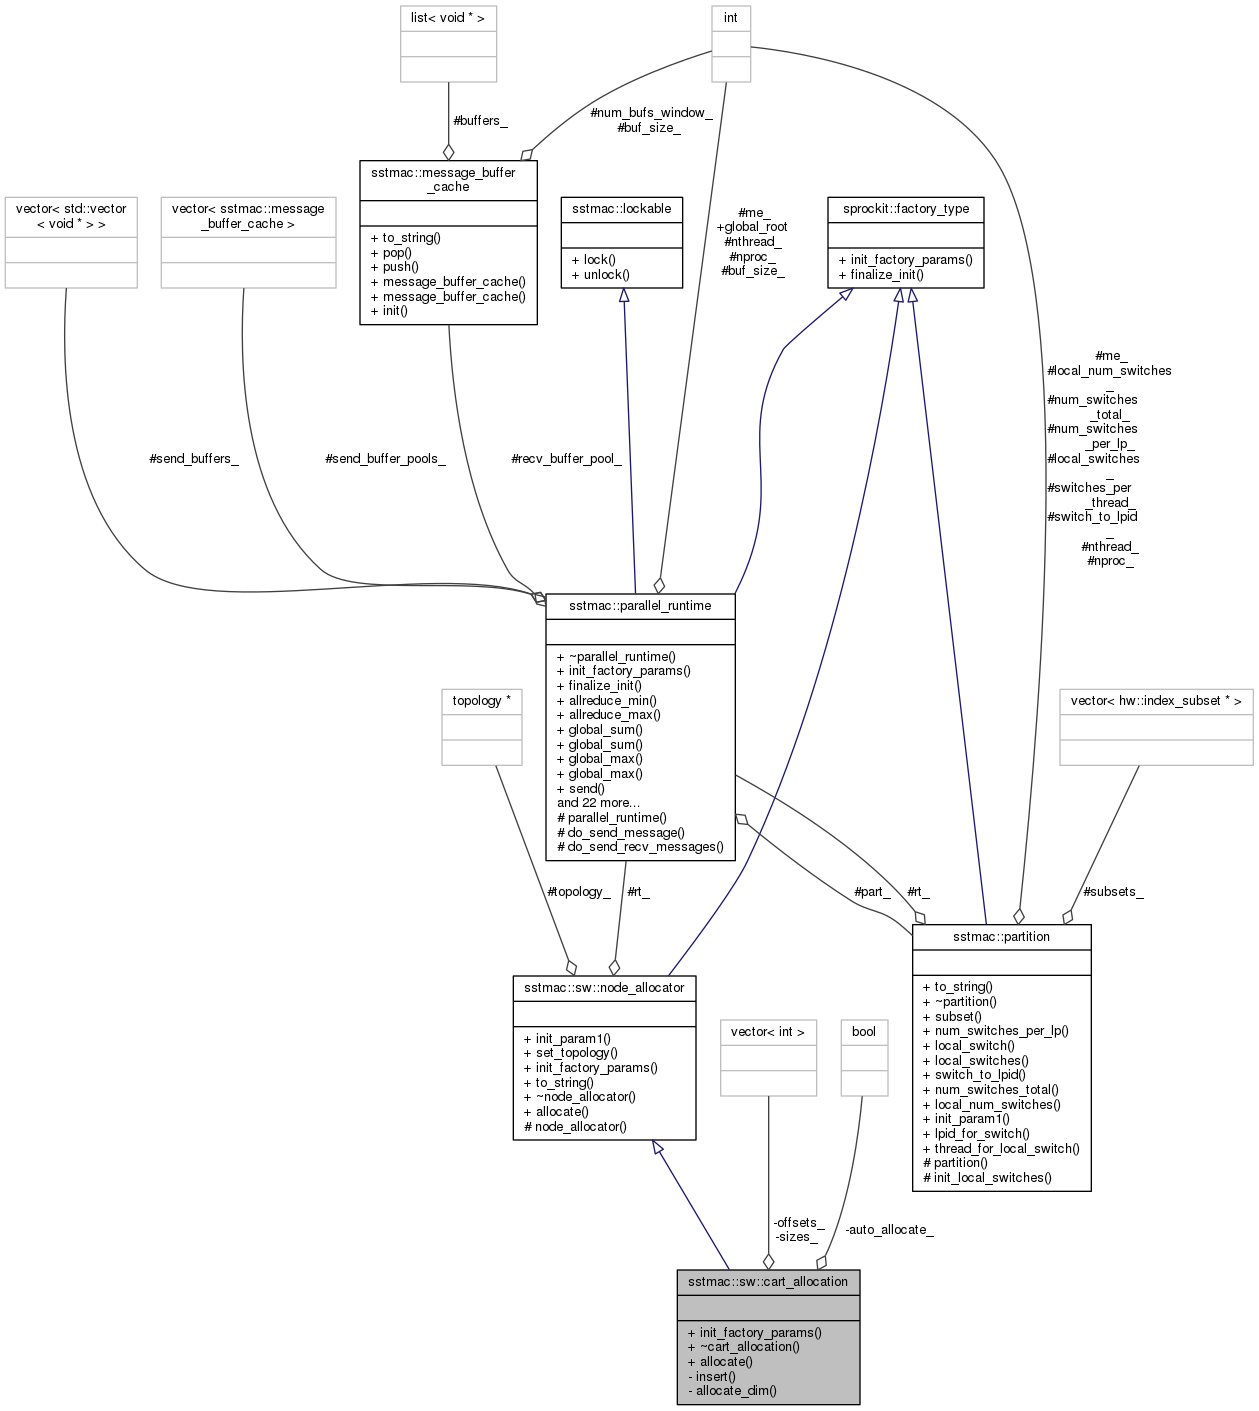 list< void * >
int
#buffers_
#num_bufs_window_
#buf_size_
sstmac::message_buffer
_cache
+ to_string()
+ pop()
+ push()
+ message_buffer_cache()
+ message_buffer_cache()
+ init()
vector< std::vector
< void * > >
vector< sstmac::message
_buffer_cache >
sstmac::lockable
+ lock()
+ unlock()
#me_
+global_root
#nthread_
#nproc_
#buf_size_
sprockit::factory_type
+ init_factory_params()
+ finalize_init()
#me_
#local_num_switches
_
#num_switches
_total_
#num_switches
_per_lp_
#local_switches
_
#switches_per
_thread_
#switch_to_lpid
_
#nthread_
#nproc_
#send_buffers_
#send_buffer_pools_
#recv_buffer_pool_
sstmac::parallel_runtime
+ ~parallel_runtime()
+ init_factory_params()
+ finalize_init()
+ allreduce_min()
+ allreduce_max()
+ global_sum()
+ global_sum()
+ global_max()
+ global_max()
+ send()
and 22 more...
# parallel_runtime()
# do_send_message()
# do_send_recv_messages()
topology *
vector< hw::index_subset * >
#topology_
#rt_
#part_
#rt_
#subsets_
sstmac::partition
+ to_string()
+ ~partition()
+ subset()
+ num_switches_per_lp()
+ local_switch()
+ local_switches()
+ switch_to_lpid()
+ num_switches_total()
+ local_num_switches()
+ init_param1()
+ lpid_for_switch()
+ thread_for_local_switch()
# partition()
# init_local_switches()
sstmac::sw::node_allocator
+ init_param1()
+ set_topology()
+ init_factory_params()
+ to_string()
+ ~node_allocator()
+ allocate()
# node_allocator()
vector< int >
bool
-offsets_
-sizes_
-auto_allocate_
sstmac::sw::cart_allocation
+ init_factory_params()
+ ~cart_allocation()
+ allocate()
- insert()
- allocate_dim()